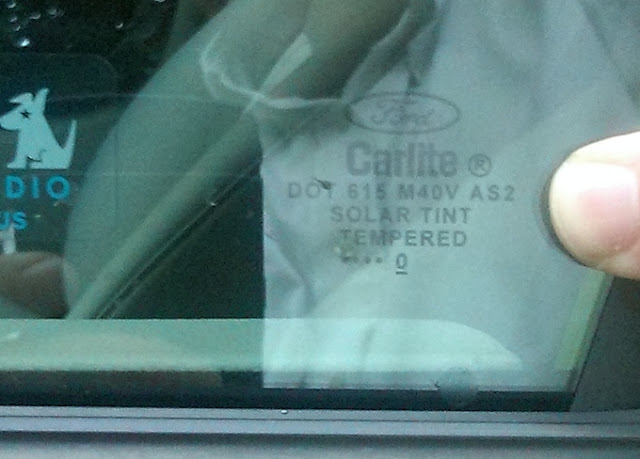 DIO
US
Ford
Carlite ®
DOT 615 M40V AS2
SOLAR TINT
TEMPERED
•••• 0